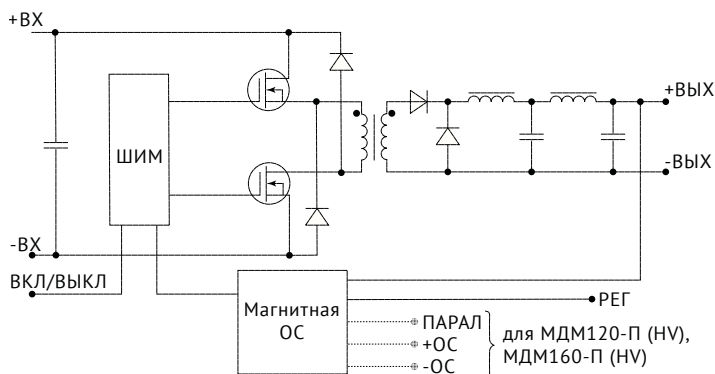 +ВХ
+ВЫХ
ШИМ
-ВЫХ
-ВХ
ВКЛ/ВЫКЛ
Магнитная
ОС
РЕГ
ПАРАЛ
+ОС
-ОС
для МДМ120-П (HV),
МДМ160-П (HV)